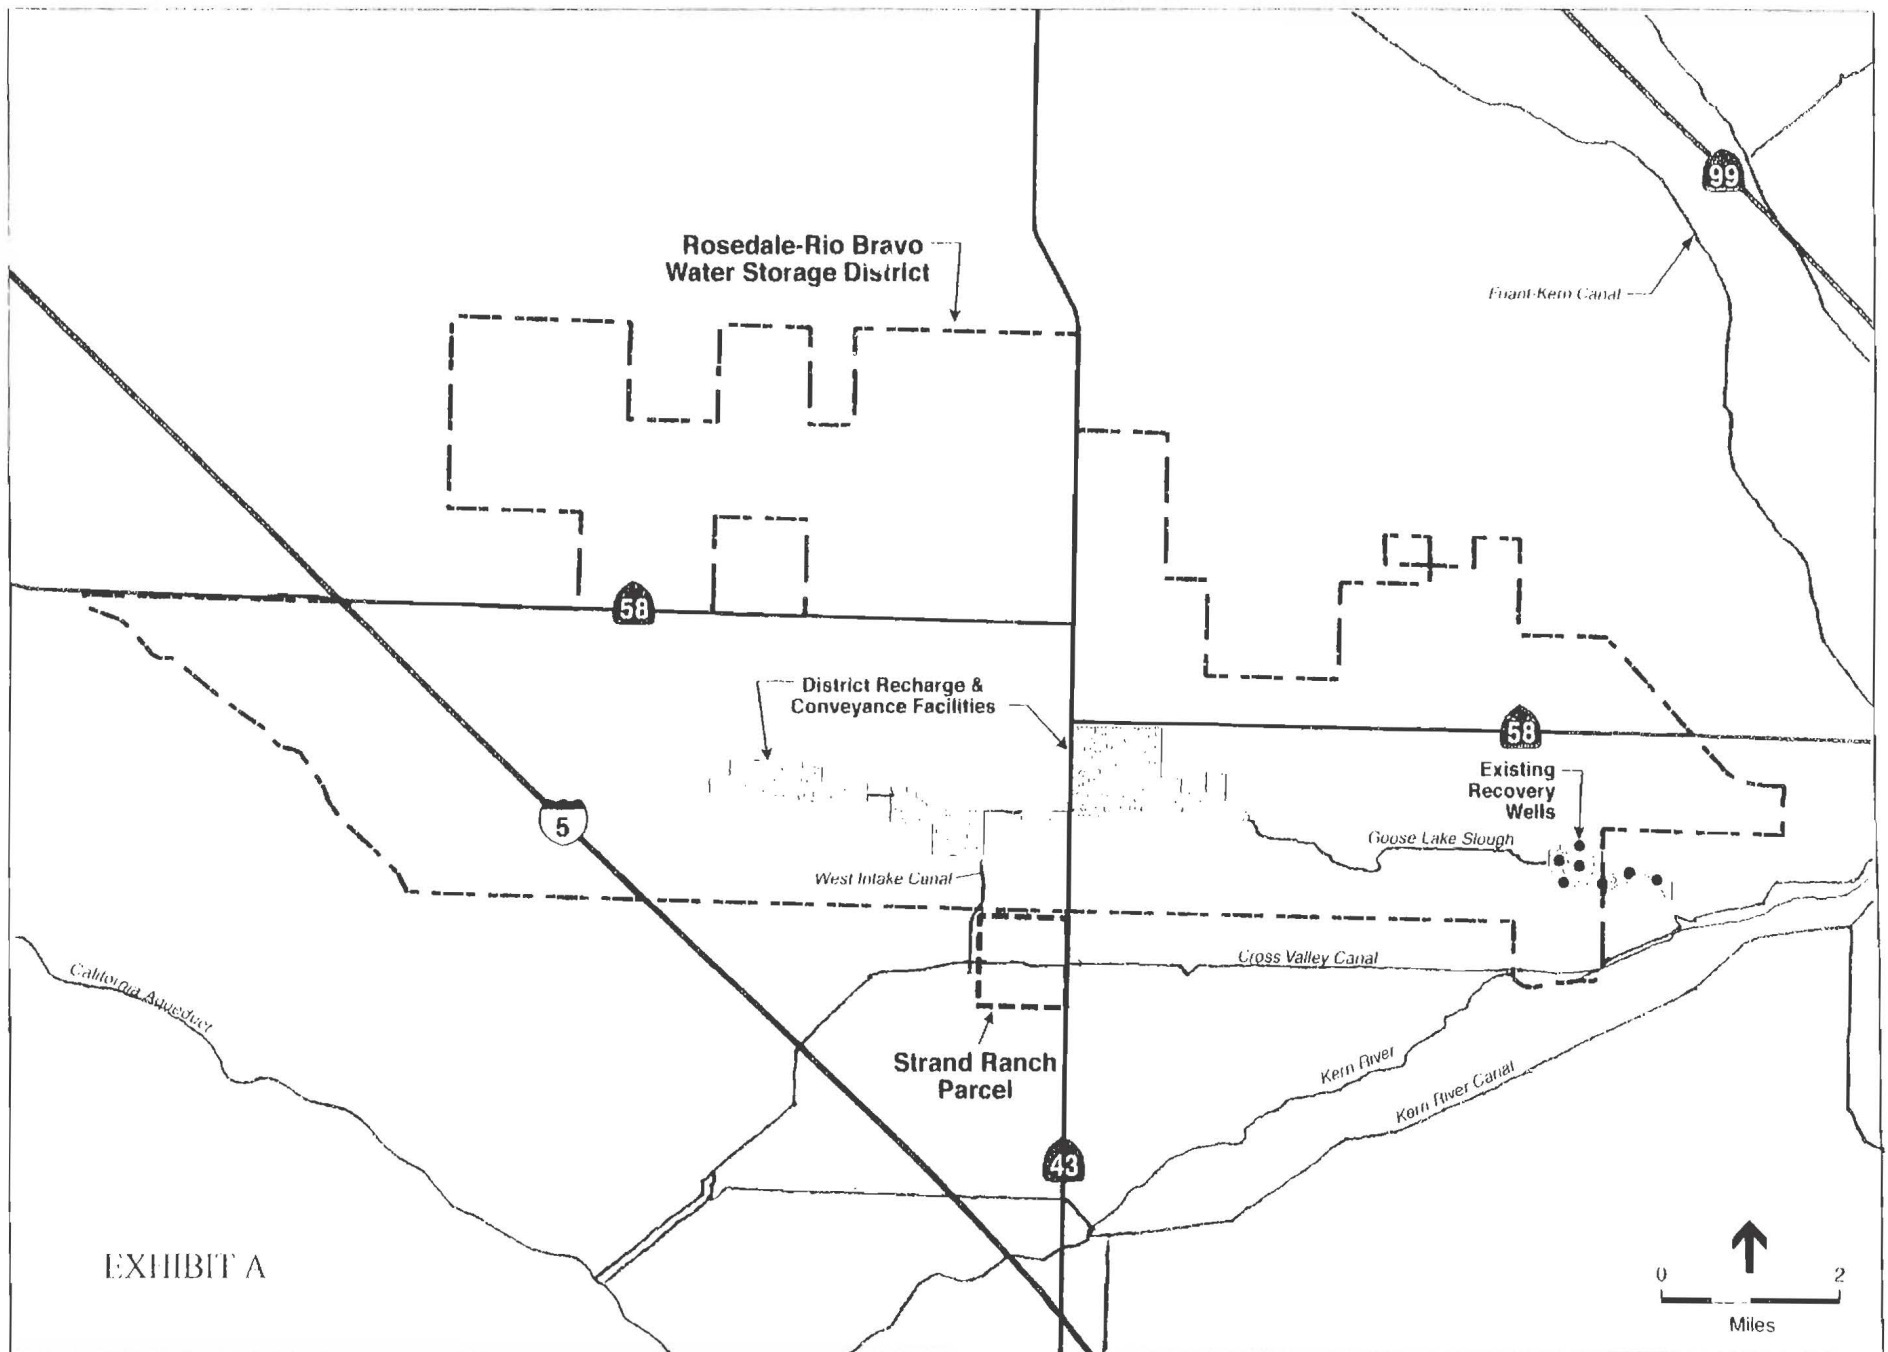 99
Rosedale-Rio Bravo
Water Storage District
Friant-Kern Canal
58
District Recharge &
Conveyance Facilities
58
Existing
Recovery
Wells
5
Goose Lake Slough
West Intake Canal
Cross Valley Canal
California Aqueduct
Strand Ranch
Parcel
Kern River
Kern River Canal
43
EXHIBIT A
0 2
Miles